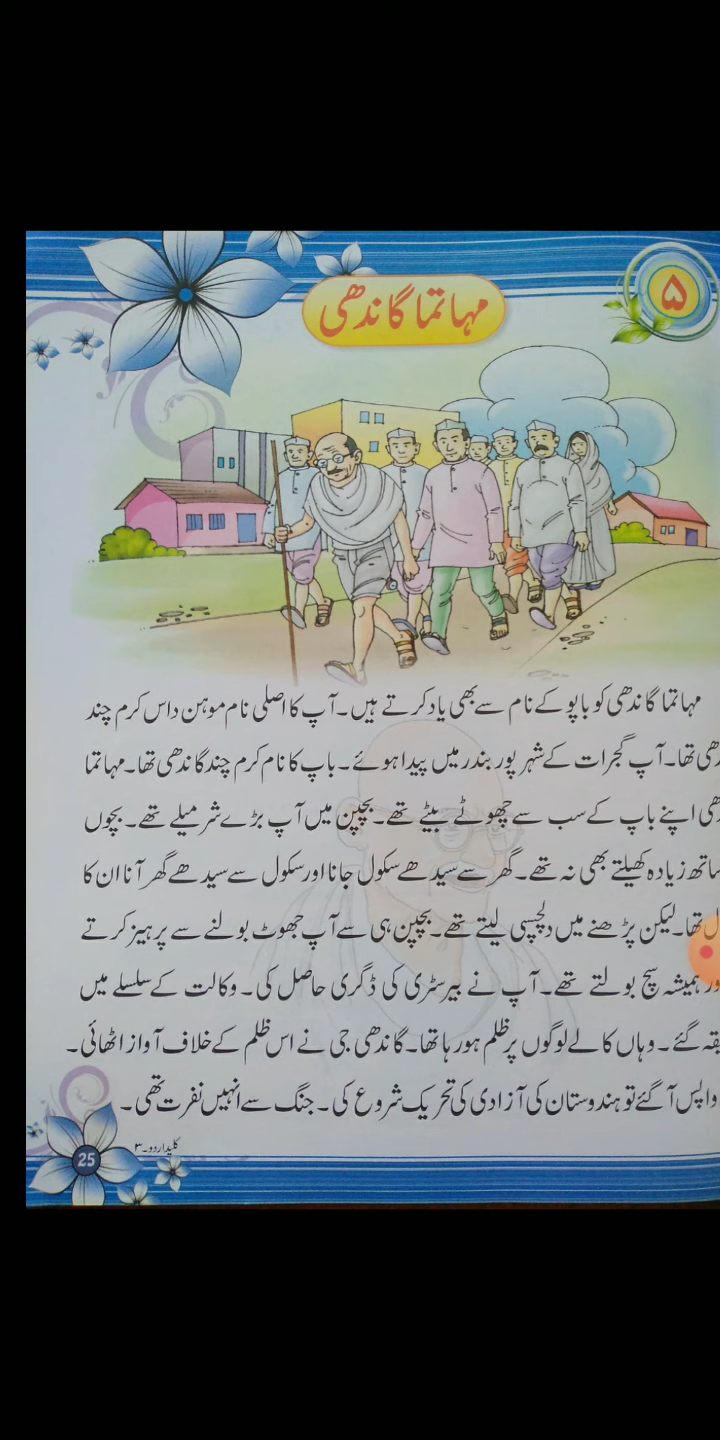 ۵
مہاتما گاندھی
مہاتما گاندھی کو باپو کے نام سے بھی یاد کرتے ہیں۔ آپ کا اصلی نام موہن داس کرم چند
دھی تھا۔ آپ گجرات کے شہر پور بندر میں پیدا ہوئے۔ باپ کا نام کرم چند گاندھی تھا۔ مہاتما
دھی اپنے باپ کے سب سے چھوٹے بیٹے تھے۔ بچپن میں آپ بڑے شرمیلے تھے۔ بچوں
ساتھ زیادہ کھیلتے بھی نہ تھے۔ گھر سے سیدھے سکول جانا اور سکول سے سیدھے گھر آنا ان کا
ل تھا۔ لیکن پڑھنے میں دلچسپی لیتے تھے۔ بچپن ہی سے آپ جھوٹ بولنے سے پرہیز کرتے
ور ہمیشہ سچ بولتے تھے۔ آپ نے بیرسٹری کی ڈگری حاصل کی۔ وکالت کے سلسلے میں
یقہ گئے۔ وہاں کالے لوگوں پر ظلم ہو رہا تھا۔ گاندھی جی نے اس ظلم کے خلاف آواز اٹھائی۔
واپس آ گئے تو ہندوستان کی آزادی کی تحریک شروع کی۔ جنگ سے انہیں نفرت تھی۔
کلید اردو۔۳
25